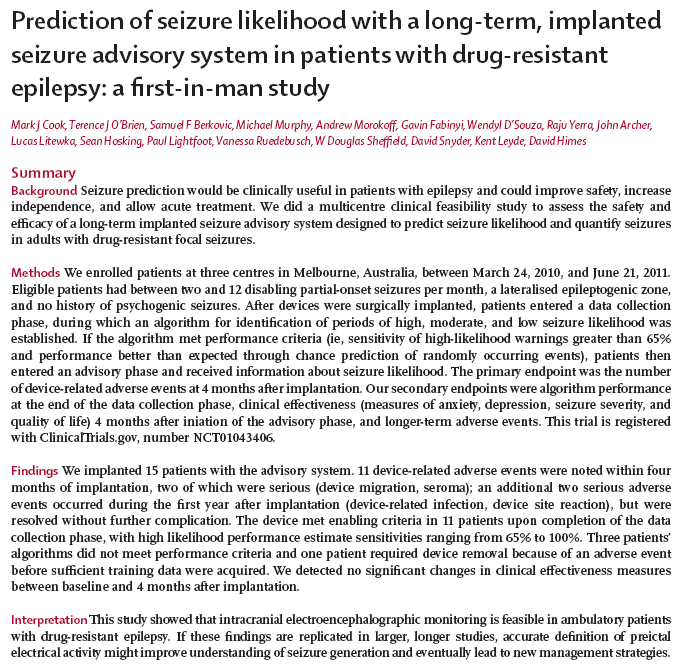 Prediction of seizure likelihood with a long-term, implanted
seizure advisory system in patients with drug-resistant
epilepsy: a first-in-man study
Mark J Cook, Terence J O'Brien, Samuel F Berkovic, Michael Murphy, Andrew Morokoff, Gavin Fabinyi, Wendyl D'Souza, Raju Yerra, John Archer,
Lucas Litewka, Sean Hosking, Paul Lightfoot, Vanessa Ruedebusch, W Douglas Sheffield, David Snyder, Kent Leyde, David Himes
Summary
Background Seizure prediction would be clinically useful in patients with epilepsy and could improve safety, increase
independence, and allow acute treatment. We did a multicentre clinical feasibility study to assess the safety and
efficacy of a long-term implanted seizure advisory system designed to predict seizure likelihood and quantify seizures
in adults with drug-resistant focal seizures.
Methods We enrolled patients at three centres in Melbourne, Australia, between March 24, 2010, and June 21, 2011.
Eligible patients had between two and 12 disabling partial-onset seizures per month, a lateralised epileptogenic zone,
and no history of psychogenic seizures. After devices were surgically implanted, patients entered a data collection
phase, during which an algorithm for identification of periods of high, moderate, and low seizure likelihood was
established. If the algorithm met performance criteria (ie, sensitivity of high-likelihood warnings greater than 65%
and performance better than expected through chance prediction of randomly occurring events), patients then
entered an advisory phase and received information about seizure likelihood. The primary endpoint was the number
of device-related adverse events at 4 months after implantation. Our secondary endpoints were algorithm performance
at the end of the data collection phase, clinical effectiveness (measures of anxiety, depression, seizure severity, and
quality of life) 4 months after iniation of the advisory phase, and longer-term adverse events. This trial is registered
with ClinicalTrials.gov, number NCT01043406.
Findings We implanted 15 patients with the advisory system. 11 device-related adverse events were noted within four
months of implantation, two of which were serious (device migration, seroma); an additional two serious adverse
events occurred during the first year after implantation (device-related infection, device site reaction), but were
resolved without further complication. The device met enabling criteria in 11 patients upon completion of the data
collection phase, with high likelihood performance estimate sensitivities ranging from 65% to 100%. Three patients'
algorithms did not meet performance criteria and one patient required device removal because of an adverse event
before sufficient training data were acquired. We detected no significant changes in clinical effectiveness measures
between baseline and 4 months after implantation.
Interpretation This study showed that intracranial electroencephalographic monitoring is feasible in ambulatory patients
with drug-resistant epilepsy. If these findings are replicated in larger, longer studies, accurate definition of preictal
electrical activity might improve understanding of seizure generation and eventually lead to new management strategies.